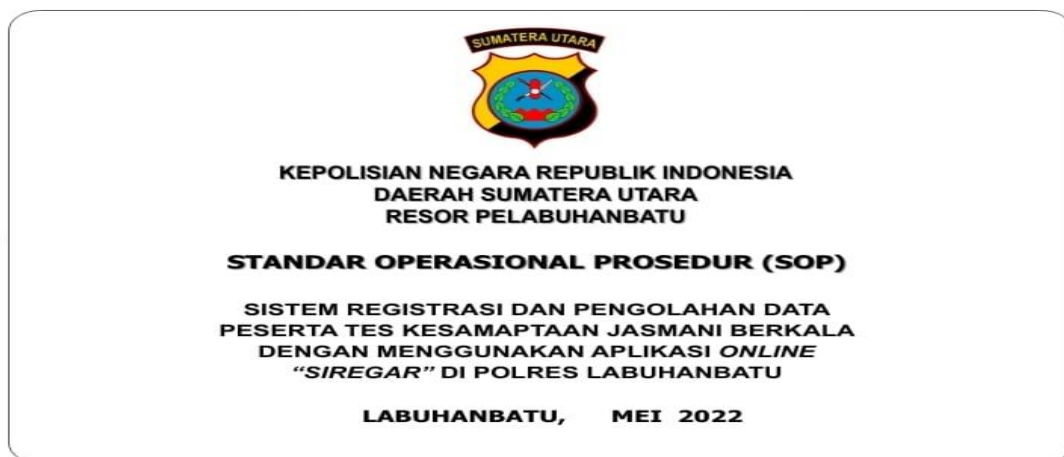 SUMATERA UTARA
KEPOLISIAN NEGARA REPUBLIK INDONESIA
DAERAH SUMATERA UTARA
RESOR PELABUHANBATU
STANDAR OPERASIONAL PROSEDUR (SOP)
SISTEM REGISTRASI DAN PENGOLAHAN DATA
PESERTA TES KESAMAPTAAN JASMANI BERKALA
DENGAN MENGGUNAKAN APLIKASI ONLINE
“SIREGAR” DI POLRES LABUHANBATU
LABUHANBATU, MEI 2022